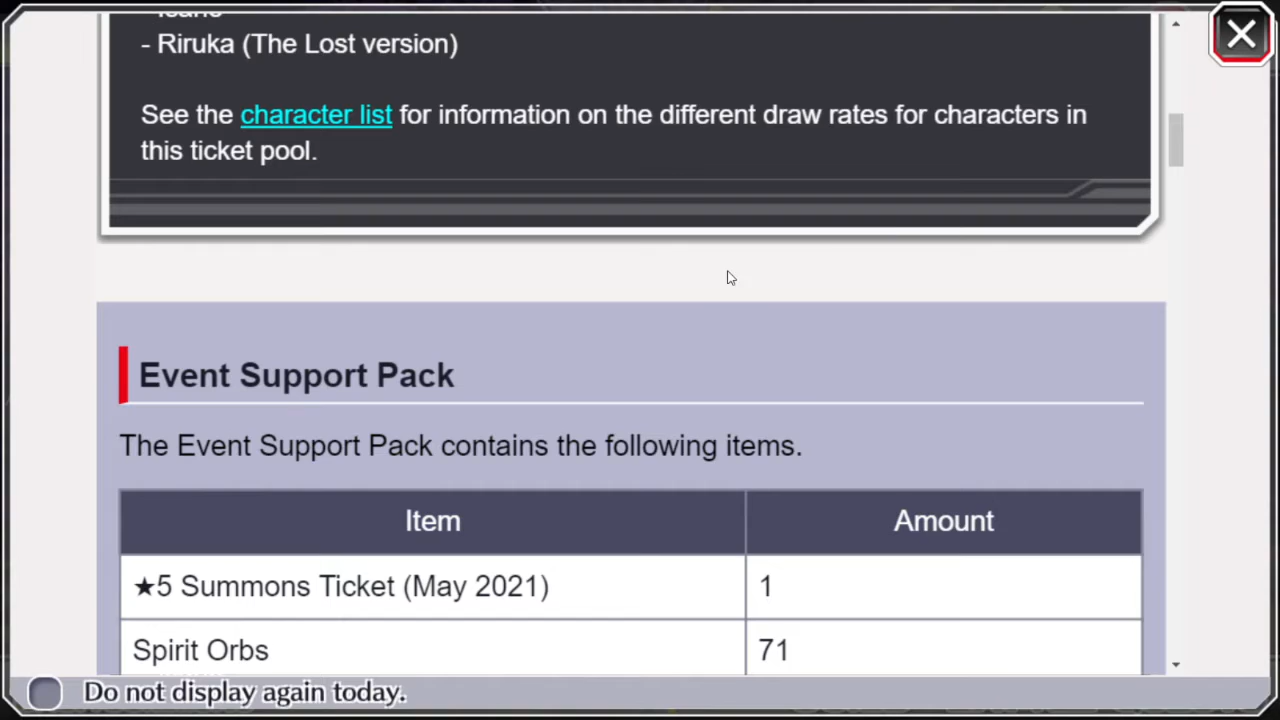 - Riruka (The Lost version)
See the character list for information on the different draw rates for characters in
this ticket pool.
Event Support Pack
The Event Support Pack contains the following items.
Item Amount
★5 Summons Ticket (May 2021) 1
Spirit Orbs 71
Do not display again today.